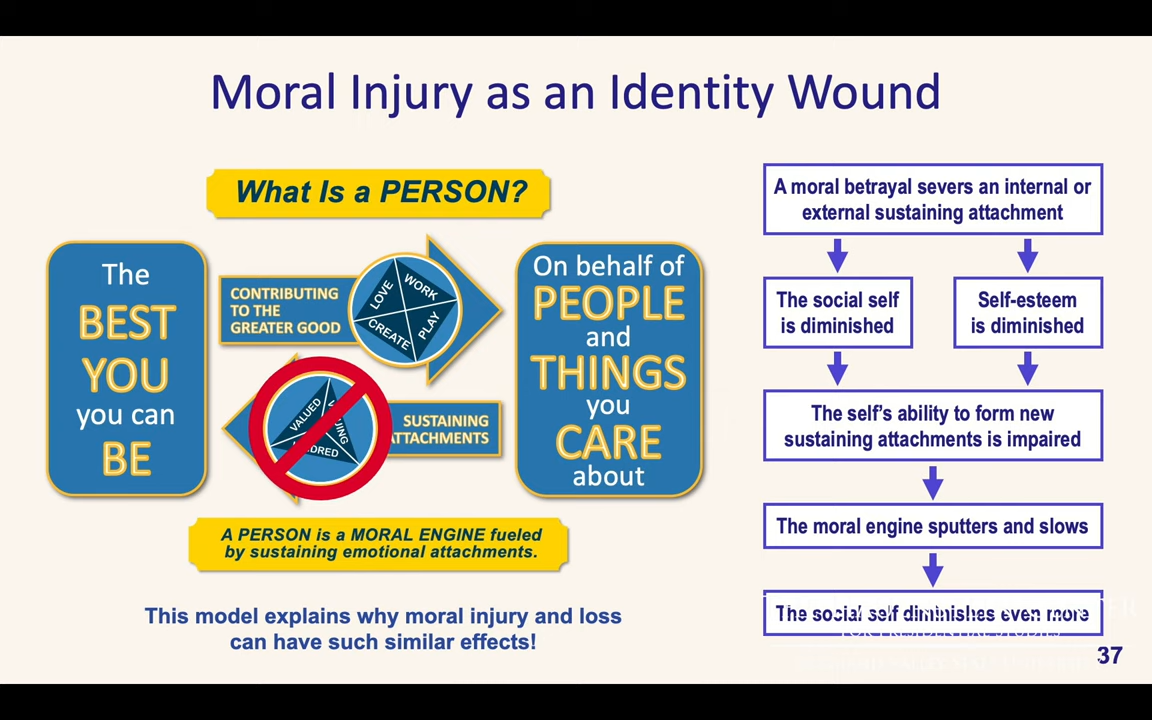 Moral Injury as an Identity Wound
What Is a PERSON?
The
BEST
YOU
you can
BE
CONTRIBUTING
TO THE
GREATER GOOD
LOVE
WORK
CREATE
PLAY
On behalf of
PEOPLE
and
THINGS
you
CARE
about
VALUED
SUSTAINING
ATTACHMENTS
A PERSON is a MORAL ENGINE fueled
by sustaining emotional attachments.
This model explains why moral injury and loss
can have such similar effects!
A moral betrayal severs an internal or
external sustaining attachment
The social self
is diminished
Self-esteem
is diminished
The self’s ability to form new
sustaining attachments is impaired
The moral engine sputters and slows
The social self diminishes even more
FOR PRESIDENTIAL STUDIES
37